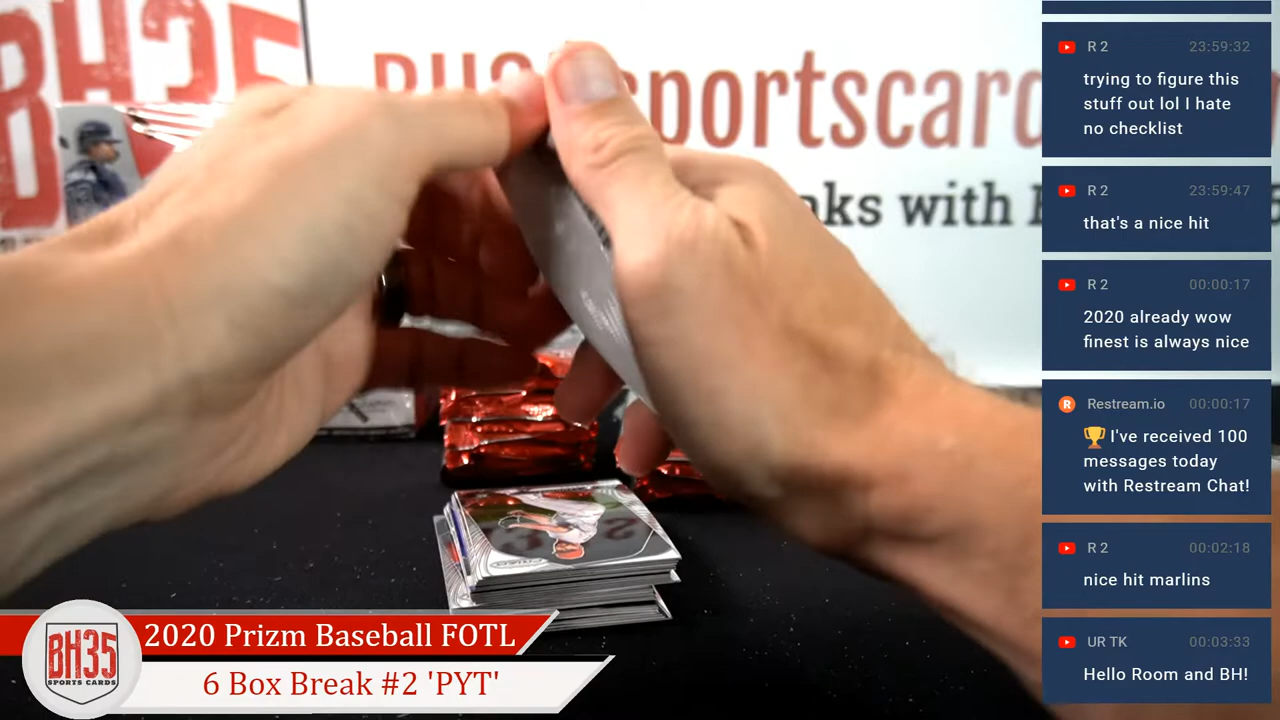 BH35
BH35sportscard
aks with
R 2 23:59:32
trying to figure this
stuff out lol I hate
no checklist
R 2 23:59:47
that's a nice hit
R 2 00:00:17
2020 already wow
finest is always nice
Restream.io 00:00:17
🏆 I've received 100
messages today
with Restream Chat!
R 2 00:02:18
nice hit marlins
UR TK 00:03:33
Hello Room and BH!
2020 Prizm Baseball FOTL
6 Box Break #2 'PYT'
BH35
SPORTS CARDS